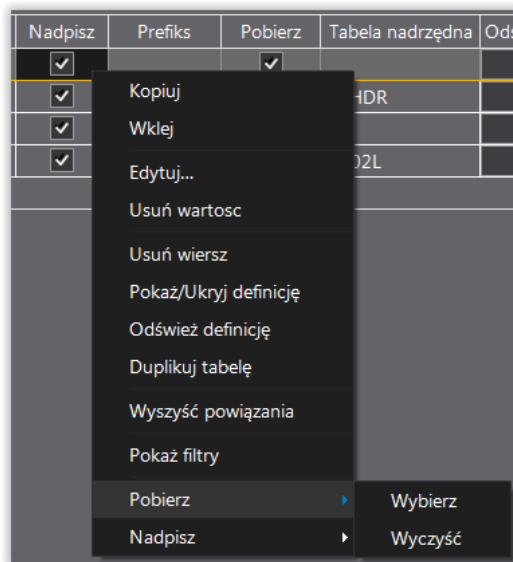 Nadpisz Prefiks Pobierz Tabela nadrzędna
HDR
02L
Kopiuj
Wklej
Edytuj...
Usuń wartosc
Usuń wiersz
Pokaż/Ukryj definicję
Odśwież definicję
Duplikuj tabelę
Wyszyść powiązania
Pokaż filtry
Pobierz
Nadpisz
Wybierz
Wyczyść